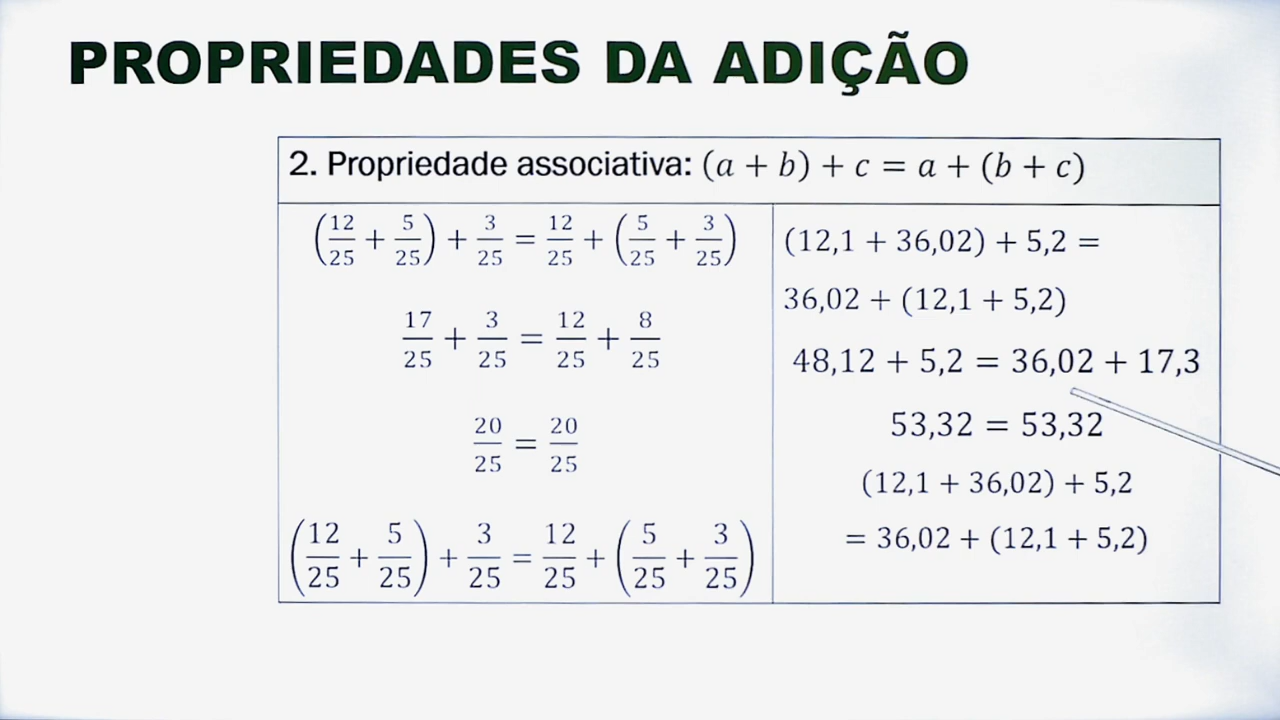 PROPRIEDADES DA ADIÇÃO
2. Propriedade associativa: (a + b) + c = a + (b + c)
(12/25 + 5/25) + 3/25 = 12/25 + (5/25 + 3/25)
17/25 + 3/25 = 12/25 + 8/25
20/25 = 20/25
(12/25 + 5/25) + 3/25 = 12/25 + (5/25 + 3/25)
(12,1 + 36,02) + 5,2 =
36,02 + (12,1 + 5,2)
48,12 + 5,2 = 36,02 + 17,3
53,32 = 53,32
(12,1 + 36,02) + 5,2
= 36,02 + (12,1 + 5,2)